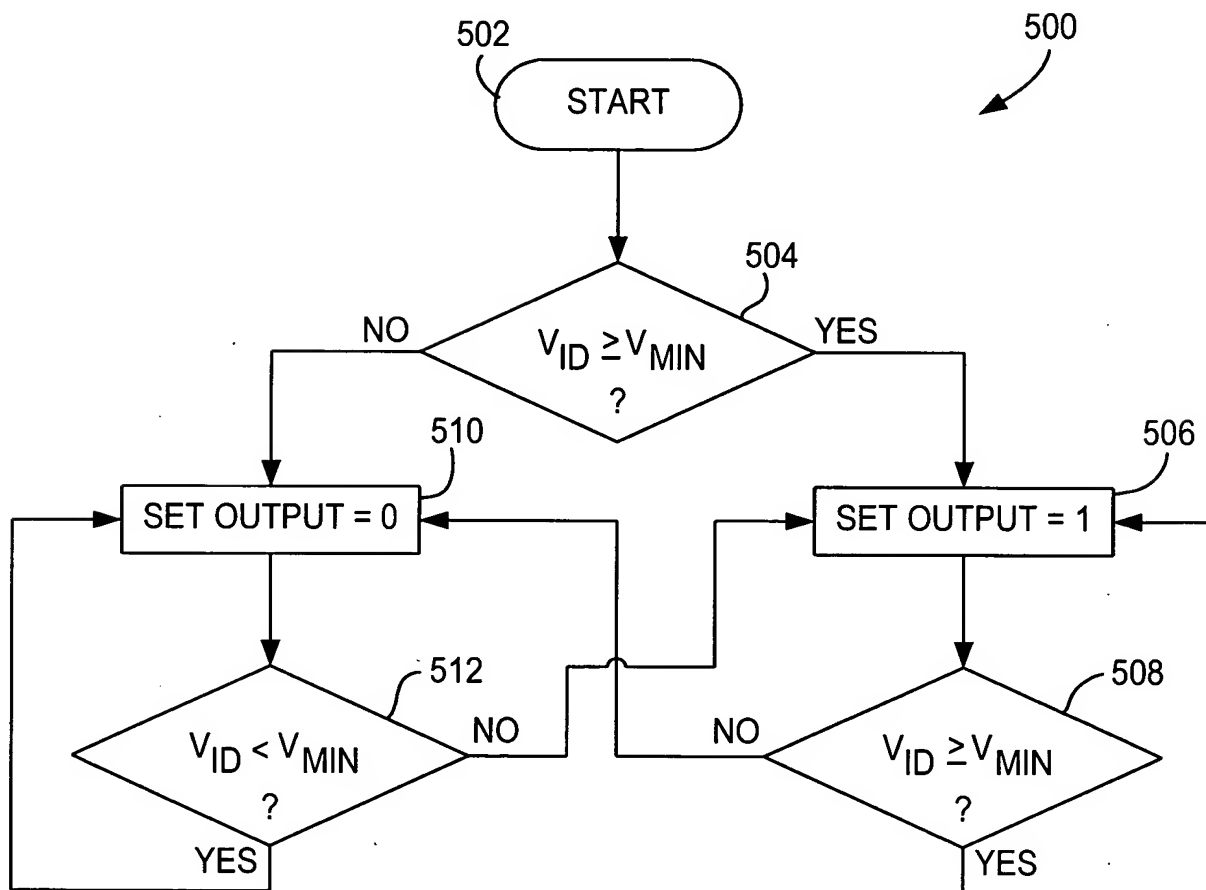 502
500
START
504
NO
YES
V_ID ≥ V_MIN
?
510
506
SET OUTPUT = 0
SET OUTPUT = 1
512
508
NO
NO
V_ID < V_MIN
?
V_ID ≥ V_MIN
?
YES
YES